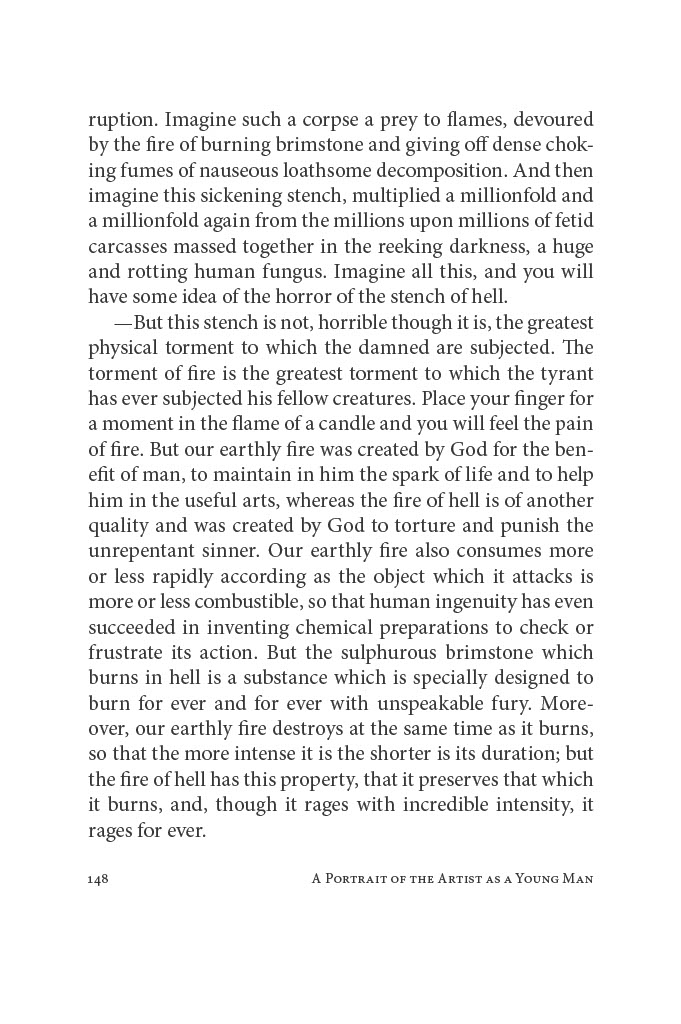 ruption. Imagine such a corpse a prey to flames, devoured
by the fire of burning brimstone and giving off dense chok-
ing fumes of nauseous loathsome decomposition. And then
imagine this sickening stench, multiplied a millionfold and
a millionfold again from the millions upon millions of fetid
carcasses massed together in the reeking darkness, a huge
and rotting human fungus. Imagine all this, and you will
have some idea of the horror of the stench of hell.
—But this stench is not, horrible though it is, the greatest
physical torment to which the damned are subjected. The
torment of fire is the greatest torment to which the tyrant
has ever subjected his fellow creatures. Place your finger for
a moment in the flame of a candle and you will feel the pain
of fire. But our earthly fire was created by God for the ben-
efit of man, to maintain in him the spark of life and to help
him in the useful arts, whereas the fire of hell is of another
quality and was created by God to torture and punish the
unrepentant sinner. Our earthly fire also consumes more
or less rapidly according as the object which it attacks is
more or less combustible, so that human ingenuity has even
succeeded in inventing chemical preparations to check or
frustrate its action. But the sulphurous brimstone which
burns in hell is a substance which is specially designed to
burn for ever and for ever with unspeakable fury. More-
over, our earthly fire destroys at the same time as it burns,
so that the more intense it is the shorter is its duration; but
the fire of hell has this property, that it preserves that which
it burns, and, though it rages with incredible intensity, it
rages for ever.
148 A Portrait of the Artist as a Young Man